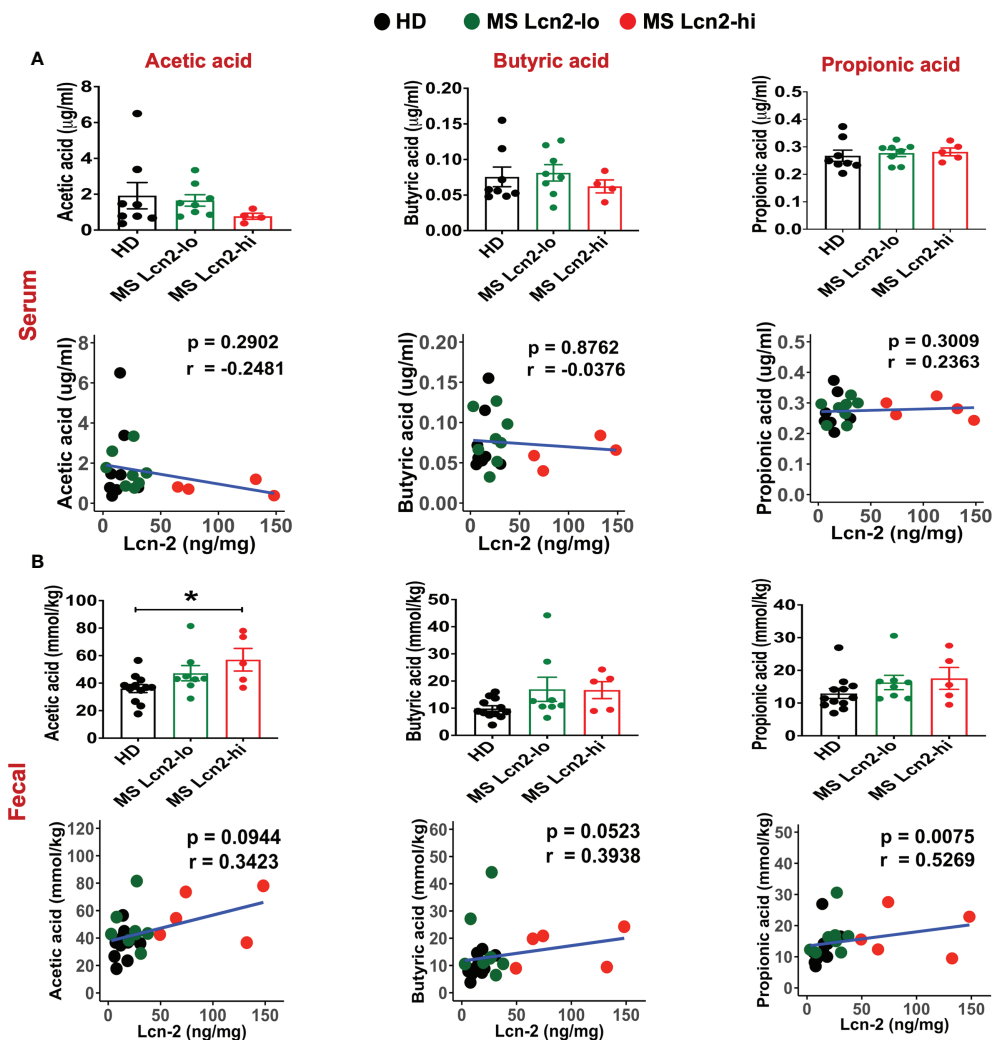 HD MS Lcn2-lo MS Lcn2-hi
A
Acetic acid Butyric acid Propionic acid
Serum
Acetic acid (μg/ml)
8
6
4
2
0
HD MS Lcn2-lo MS Lcn2-hi
Butyric acid (μg/ml)
0.20
0.15
0.10
0.05
0.00
HD MS Lcn2-lo MS Lcn2-hi
Propionic acid (μg/ml)
0.5
0.4
0.3
0.2
0.1
0.0
HD MS Lcn2-lo MS Lcn2-hi
Acetic acid (ug/ml)
8
6
4
2
0
p = 0.2902
r = -0.2481
0 50 100 150
Lcn-2 (ng/mg)
Butyric acid (ug/ml)
0.20
0.15
0.10
0.05
0.00
p = 0.8762
r = -0.0376
0 50 100 150
Lcn-2 (ng/mg)
Propionic acid (ug/ml)
0.5
0.4
0.3
0.2
0.1
0.0
p = 0.3009
r = 0.2363
0 50 100 150
Lcn-2 (ng/mg)
B
Fecal
Acetic acid (mmol/kg)
100
80
60
40
20
0
*
HD MS Lcn2-lo MS Lcn2-hi
Butyric acid (mmol/kg)
50
40
30
20
10
0
HD MS Lcn2-lo MS Lcn2-hi
Propionic acid (mmol/kg)
40
30
20
10
0
HD MS Lcn2-lo MS Lcn2-hi
Acetic acid (mmol/kg)
120
100
80
60
40
20
0
p = 0.0944
r = 0.3423
0 50 100 150
Lcn-2 (ng/mg)
Butyric acid (mmol/kg)
60
50
40
30
20
10
0
p = 0.0523
r = 0.3938
0 50 100 150
Lcn-2 (ng/mg)
Propionic acid (mmol/kg)
50
40
30
20
10
0
p = 0.0075
r = 0.5269
0 50 100 150
Lcn-2 (ng/mg)